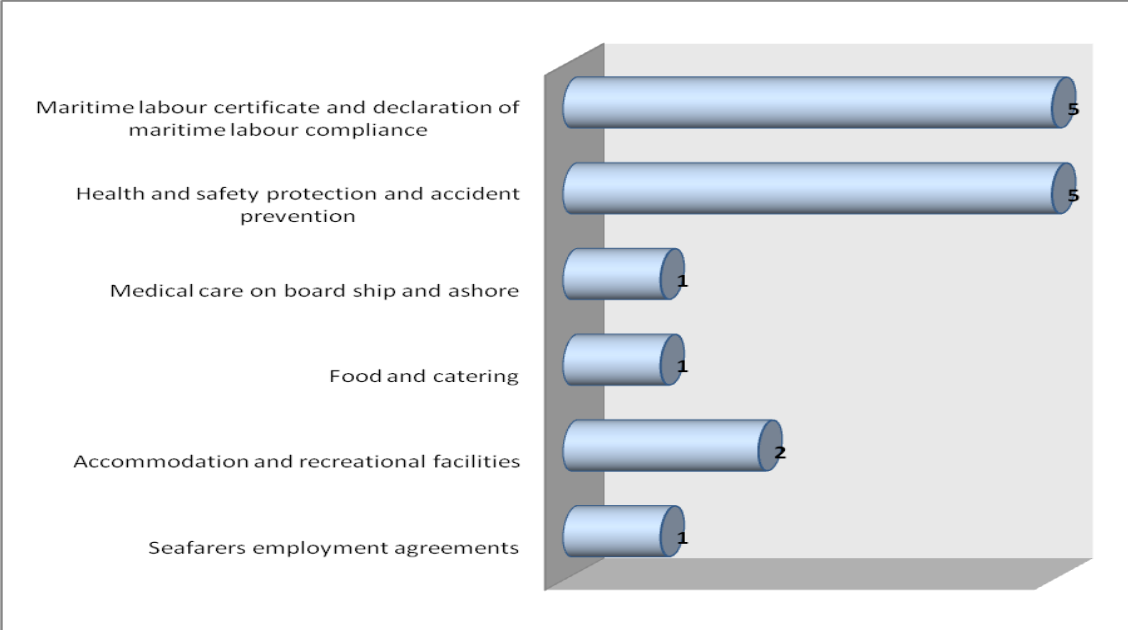 Maritime labour certificate and declaration of
maritime labour compliance
5
Health and safety protection and accident
prevention
5
Medical care on board ship and ashore
1
Food and catering
1
Accommodation and recreational facilities
2
Seafarers employment agreements
1